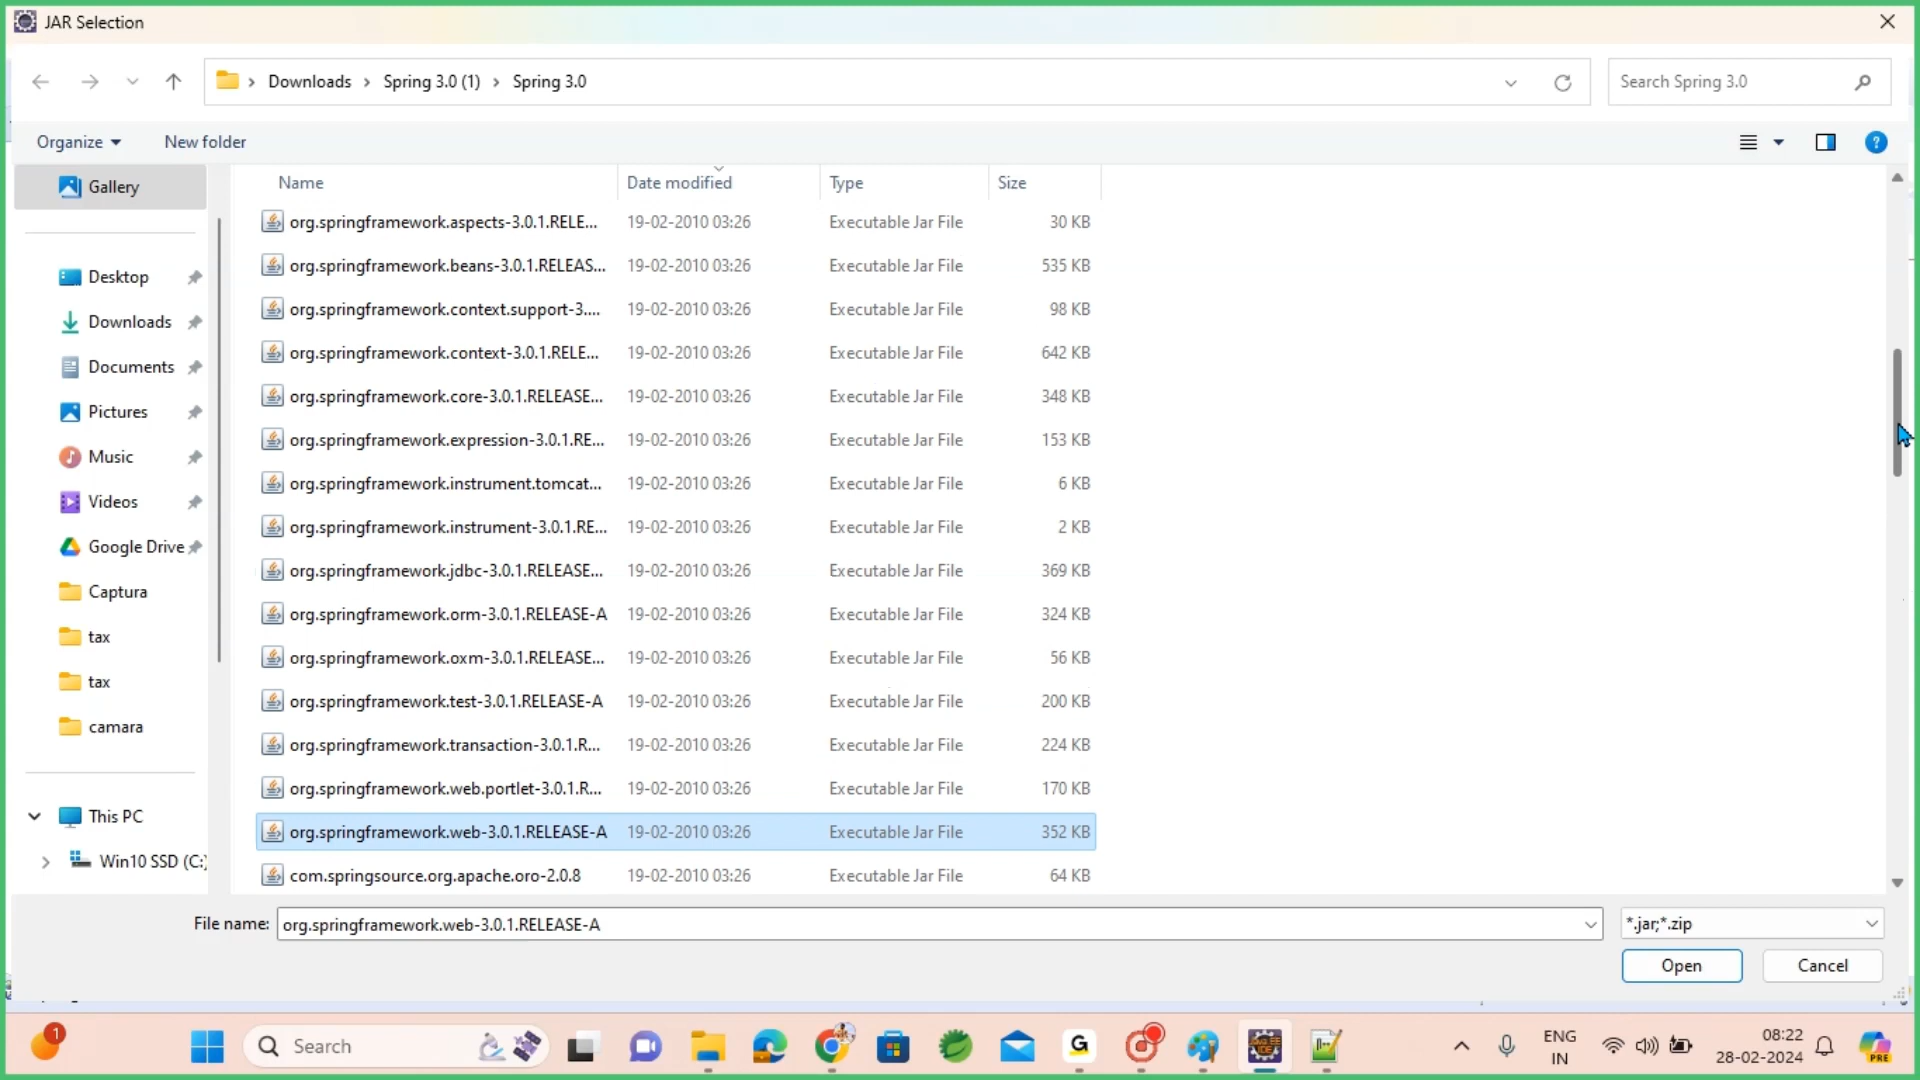 JAR Selection
Downloads > Spring 3.0 (1) > Spring 3.0
Search Spring 3.0
Organize
New folder
Gallery
Desktop
Downloads
Documents
Pictures
Music
Videos
Google Drive
Captura
tax
tax
camara
This PC
Win10 SSD (C:)
Name Date modified Type Size
org.springframework.aspects-3.0.1.RELE... 19-02-2010 03:26 Executable Jar File 30 KB
org.springframework.beans-3.0.1.RELEAS... 19-02-2010 03:26 Executable Jar File 535 KB
org.springframework.context.support-3.... 19-02-2010 03:26 Executable Jar File 98 KB
org.springframework.context-3.0.1.RELE... 19-02-2010 03:26 Executable Jar File 642 KB
org.springframework.core-3.0.1.RELEASE... 19-02-2010 03:26 Executable Jar File 348 KB
org.springframework.expression-3.0.1.RE... 19-02-2010 03:26 Executable Jar File 153 KB
org.springframework.instrument.tomcat... 19-02-2010 03:26 Executable Jar File 6 KB
org.springframework.instrument-3.0.1.RE... 19-02-2010 03:26 Executable Jar File 2 KB
org.springframework.jdbc-3.0.1.RELEASE... 19-02-2010 03:26 Executable Jar File 369 KB
org.springframework.orm-3.0.1.RELEASE-A 19-02-2010 03:26 Executable Jar File 324 KB
org.springframework.oxm-3.0.1.RELEASE... 19-02-2010 03:26 Executable Jar File 56 KB
org.springframework.test-3.0.1.RELEASE-A 19-02-2010 03:26 Executable Jar File 200 KB
org.springframework.transaction-3.0.1.R... 19-02-2010 03:26 Executable Jar File 224 KB
org.springframework.web.portlet-3.0.1.R... 19-02-2010 03:26 Executable Jar File 170 KB
org.springframework.web-3.0.1.RELEASE-A 19-02-2010 03:26 Executable Jar File 352 KB
com.springsource.org.apache.oro-2.0.8 19-02-2010 03:26 Executable Jar File 64 KB
File name: org.springframework.web-3.0.1.RELEASE-A
*.jar;*.zip
Open
Cancel
1
Search
G
ENG
IN
08:22
28-02-2024
PRE